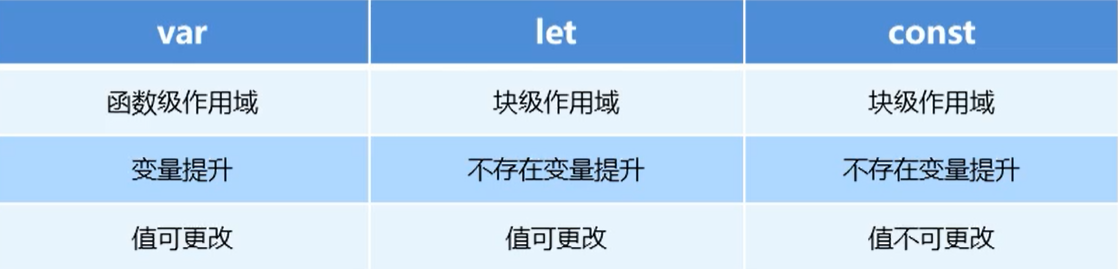 var let const
函数级作用域 块级作用域 块级作用域
变量提升 不存在变量提升 不存在变量提升
值可更改 值可更改 值不可更改